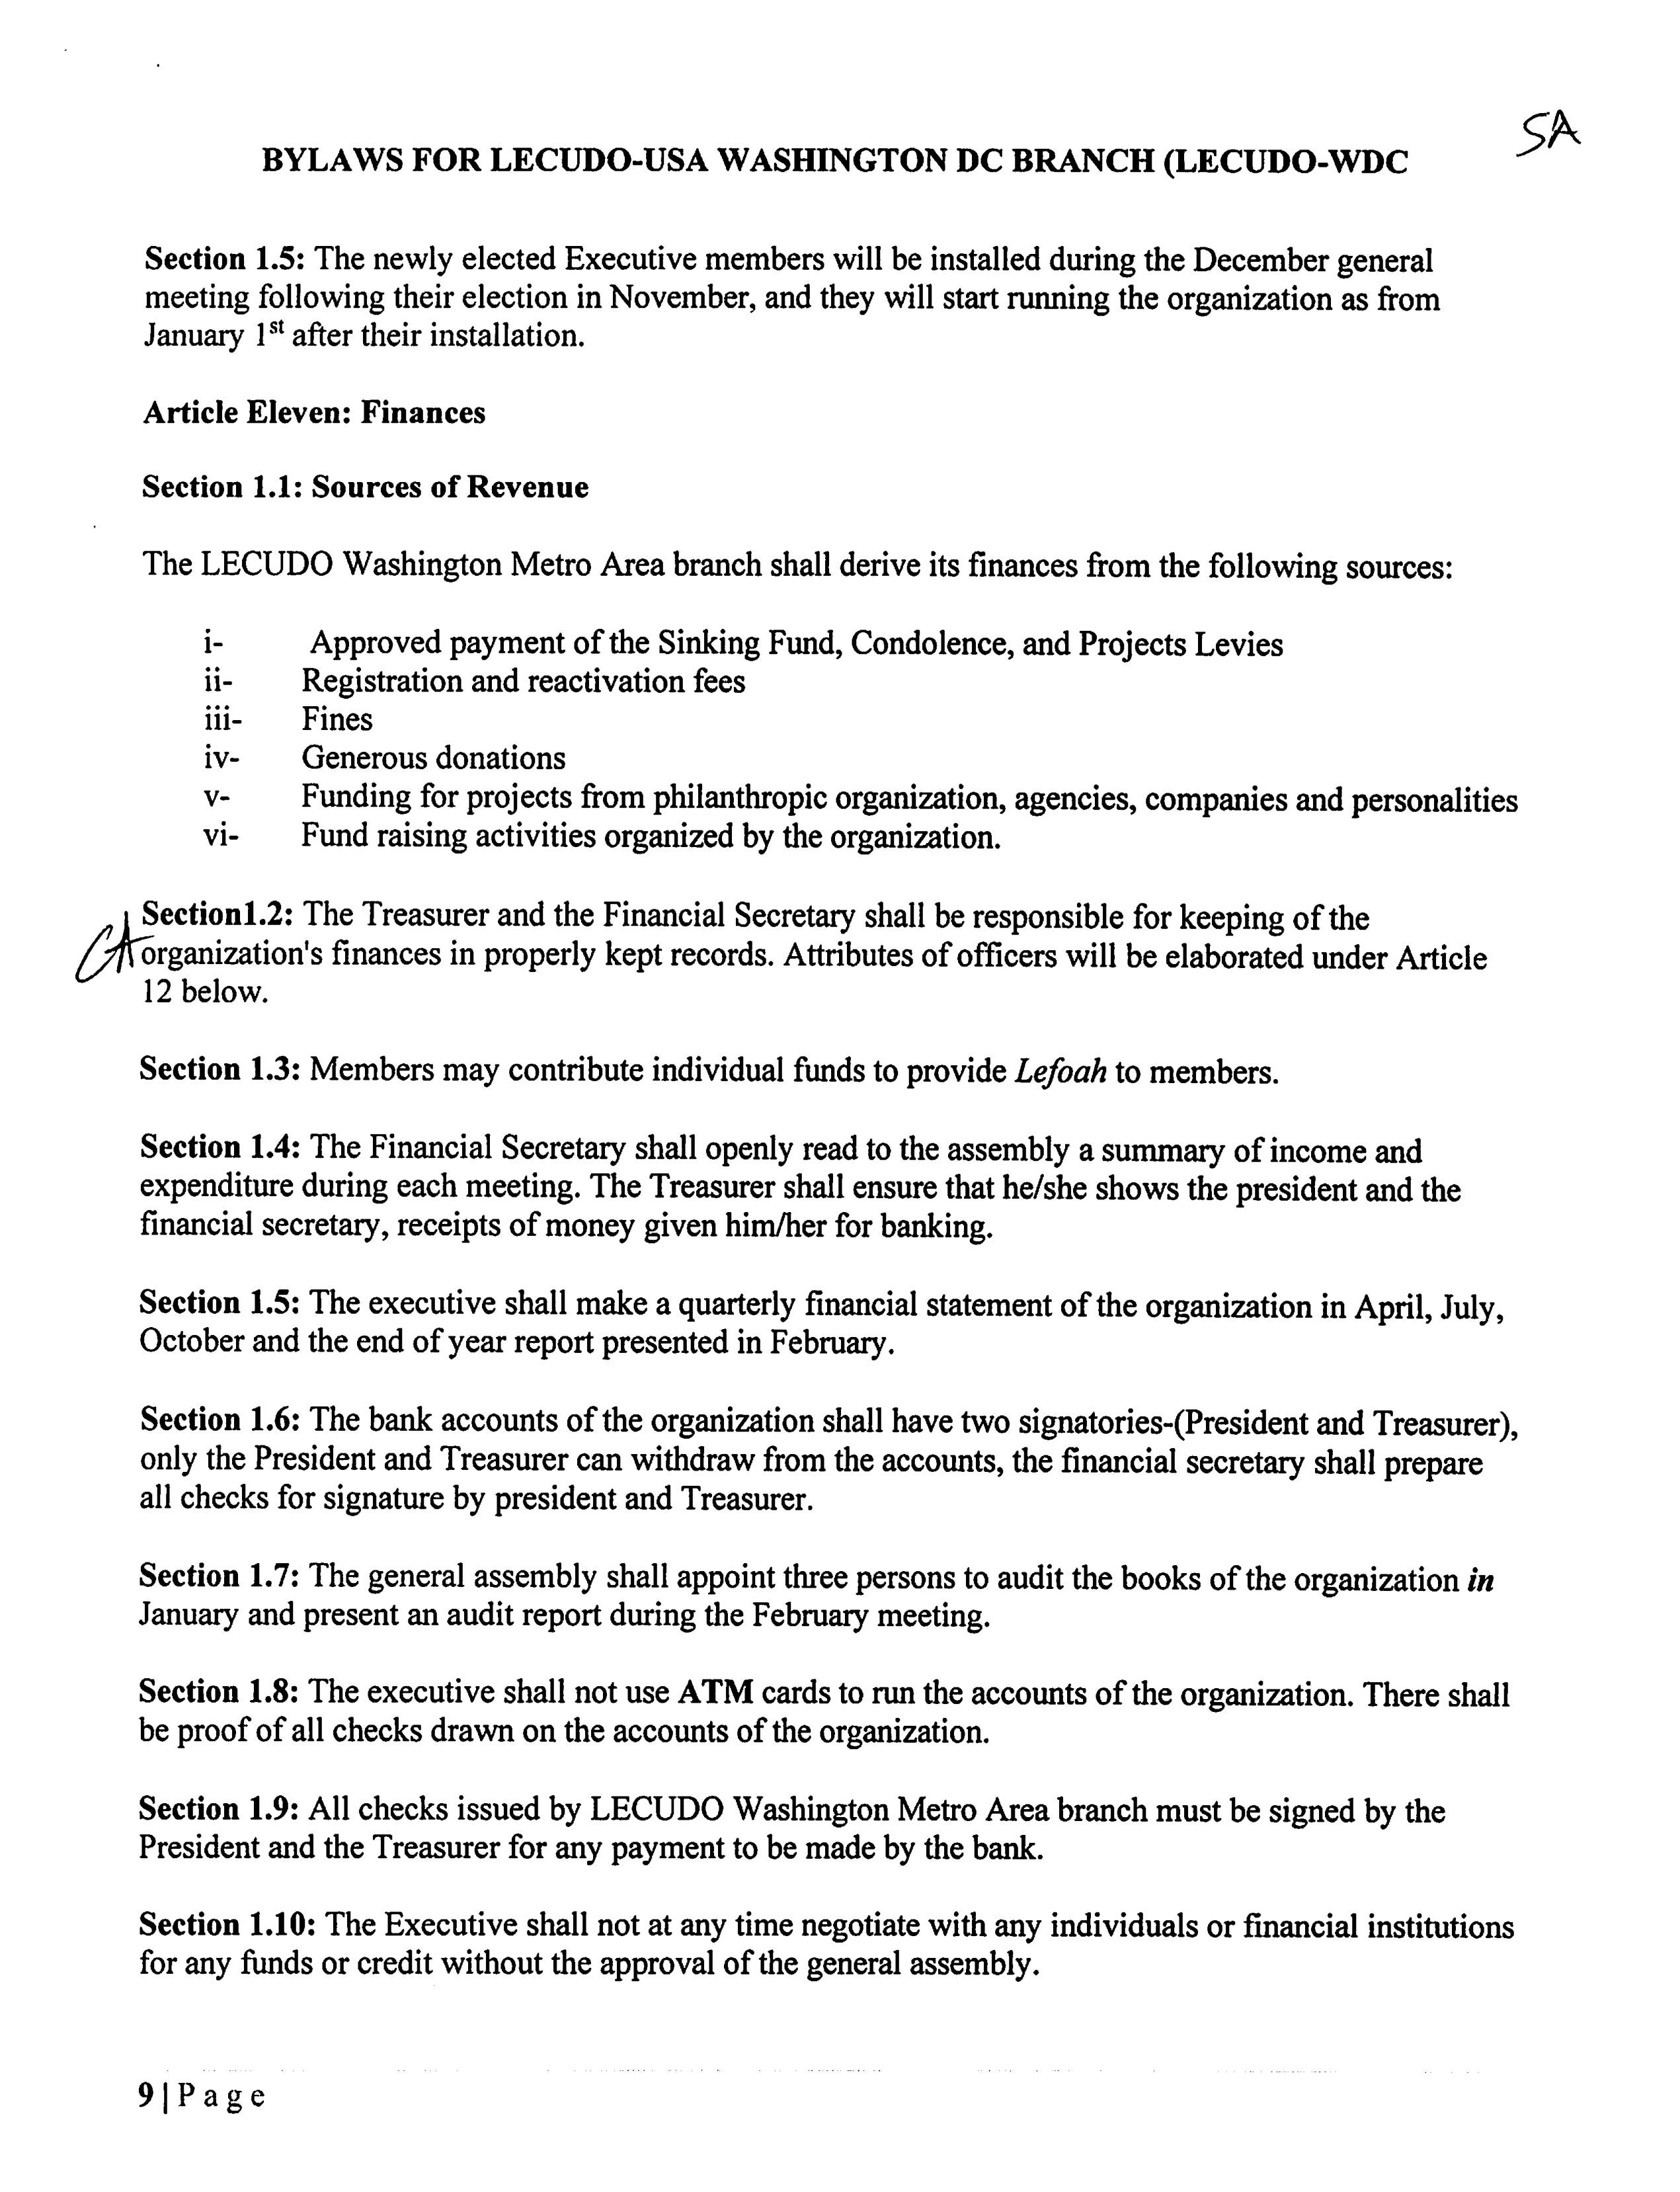 SA
BYLAWS FOR LECUDO-USA WASHINGTON DC BRANCH (LECUDO-WDC
Section 1.5: The newly elected Executive members will be installed during the December general
meeting following their election in November, and they will start running the organization as from
January 1st after their installation.
Article Eleven: Finances
Section 1.1: Sources of Revenue
The LECUDO Washington Metro Area branch shall derive its finances from the following sources:
i- Approved payment of the Sinking Fund, Condolence, and Projects Levies
ii- Registration and reactivation fees
iii- Fines
iv- Generous donations
v- Funding for projects from philanthropic organization, agencies, companies and personalities
vi- Fund raising activities organized by the organization.
Section1.2: The Treasurer and the Financial Secretary shall be responsible for keeping of the
organization's finances in properly kept records. Attributes of officers will be elaborated under Article
12 below.
Section 1.3: Members may contribute individual funds to provide Lefoah to members.
Section 1.4: The Financial Secretary shall openly read to the assembly a summary of income and
expenditure during each meeting. The Treasurer shall ensure that he/she shows the president and the
financial secretary, receipts of money given him/her for banking.
Section 1.5: The executive shall make a quarterly financial statement of the organization in April, July,
October and the end of year report presented in February.
Section 1.6: The bank accounts of the organization shall have two signatories-(President and Treasurer),
only the President and Treasurer can withdraw from the accounts, the financial secretary shall prepare
all checks for signature by president and Treasurer.
Section 1.7: The general assembly shall appoint three persons to audit the books of the organization in
January and present an audit report during the February meeting.
Section 1.8: The executive shall not use ATM cards to run the accounts of the organization. There shall
be proof of all checks drawn on the accounts of the organization.
Section 1.9: All checks issued by LECUDO Washington Metro Area branch must be signed by the
President and the Treasurer for any payment to be made by the bank.
Section 1.10: The Executive shall not at any time negotiate with any individuals or financial institutions
for any funds or credit without the approval of the general assembly.
9 | P a g e